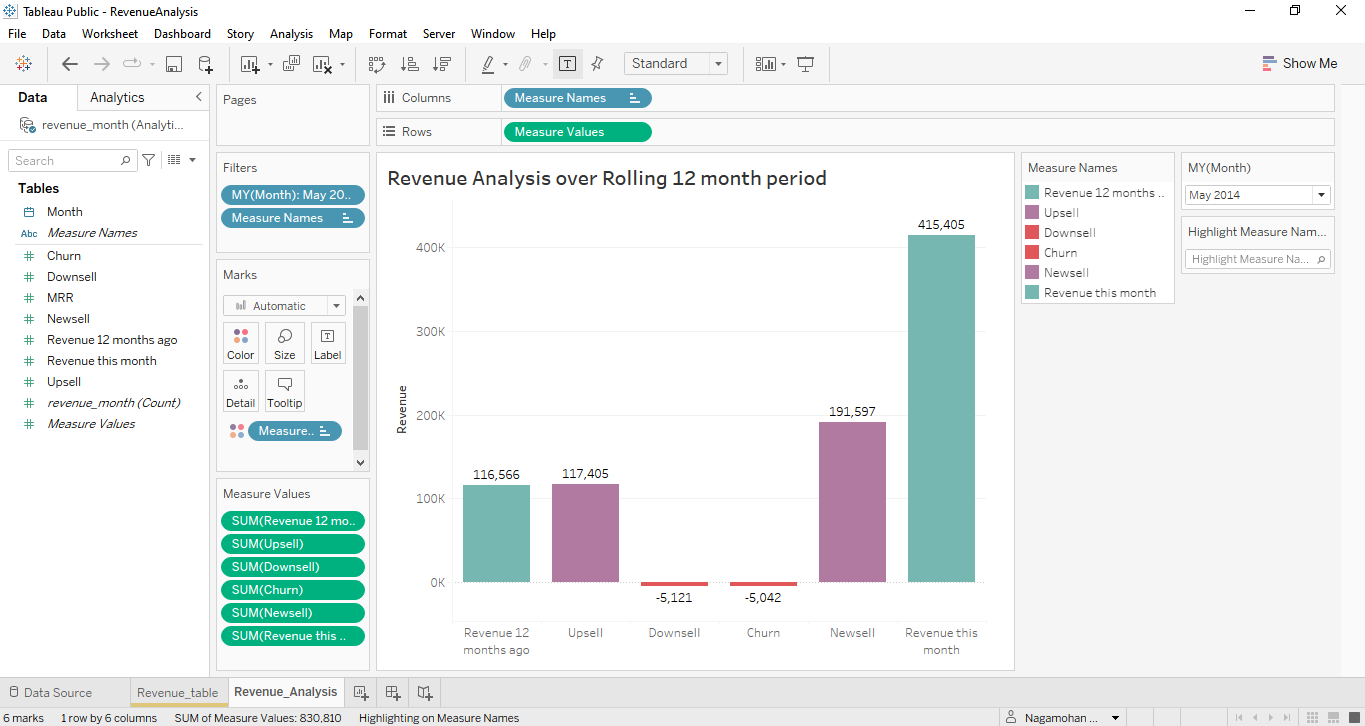 Tableau Public - RevenueAnalysis
File Data Worksheet Dashboard Story Analysis Map Format Server Window Help
Standard
Show Me
Data Analytics
revenue_month (Analyti...
Search
Tables
Month
Abc Measure Names
Churn
Downsell
MRR
Newsell
Revenue 12 months ago
Revenue this month
Upsell
revenue_month (Count)
Measure Values
Pages
Filters
MY(Month): May 20..
Measure Names
Marks
Automatic
Color Size Label
Detail Tooltip
Measure..
Measure Values
SUM(Revenue 12 mo..
SUM(Upsell)
SUM(Downsell)
SUM(Churn)
SUM(Newsell)
SUM(Revenue this ..
Columns Measure Names
Rows Measure Values
Revenue Analysis over Rolling 12 month period
Revenue
400K
300K
200K
100K
0K
116,566
117,405
-5,121
-5,042
191,597
415,405
Revenue 12 months ago
Upsell
Downsell
Churn
Newsell
Revenue this month
Measure Names
Revenue 12 months ..
Upsell
Downsell
Churn
Newsell
Revenue this month
MY(Month)
May 2014
Highlight Measure Nam...
Highlight Measure Na...
Data Source Revenue_table Revenue_Analysis
6 marks 1 row by 6 columns SUM of Measure Values: 830,810 Highlighting on Measure Names
Nagamohan ...